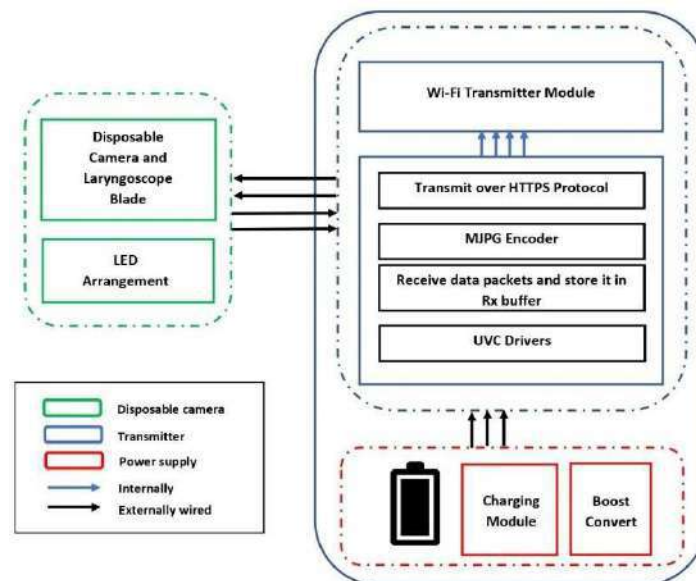 Wi-Fi Transmitter Module
Disposable
Camera and
Laryngoscope
Blade
LED
Arrangement
Transmit over HTTPS Protocol
MJPG Encoder
Receive data packets and store it in
Rx buffer
UVC Drivers
Disposable camera
Transmitter
Power supply
Internally
Externally wired
Charging
Module
Boost
Convert